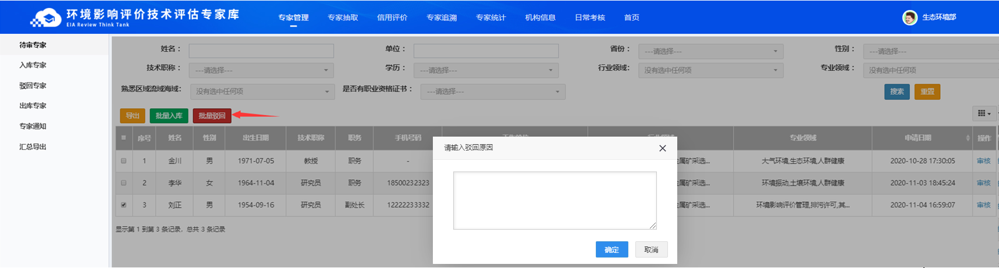 环境影响评价技术评估专家库
EIA Review Think Tank
专家管理 专家抽取 信用评价 专家追溯 专家统计 机构信息 日常考核 首页 生态环境部
待审专家
入库专家
驳回专家
出库专家
专家通知
汇总导出
姓名： 单位： 省份： ---请选择--- 性别： ---请选择---
技术职称： ---请选择--- 学历： ---请选择--- 行业领域： 没有选中任何项 专业领域： 没有选中任何项
熟悉区域流域海域： 没有选中任何项 是否有职业资格证书： ---请选择--- 搜索 重置
导出 批量入库 批量驳回
序号 姓名 性别 出生日期 技术职称 职务 手机号码 专业领域 申请日期 操作
1 金川 男 1971-07-05 教授 职务 - 属矿采选... 大气环境,生态环境,人群健康 2020-10-28 17:30:05 审核
2 李华 女 1964-11-04 研究员 职务 18500232323 属矿采选... 环境振动,土壤环境,人群健康 2020-11-03 18:45:24 审核
3 刘正 男 1954-09-16 研究员 副处长 12222233332 属矿采选... 环境影响评价管理,排污许可,其... 2020-11-04 16:59:07 审核
显示第 1 到第 3 条记录，总共 3 条记录
请输入驳回原因
确定 取消